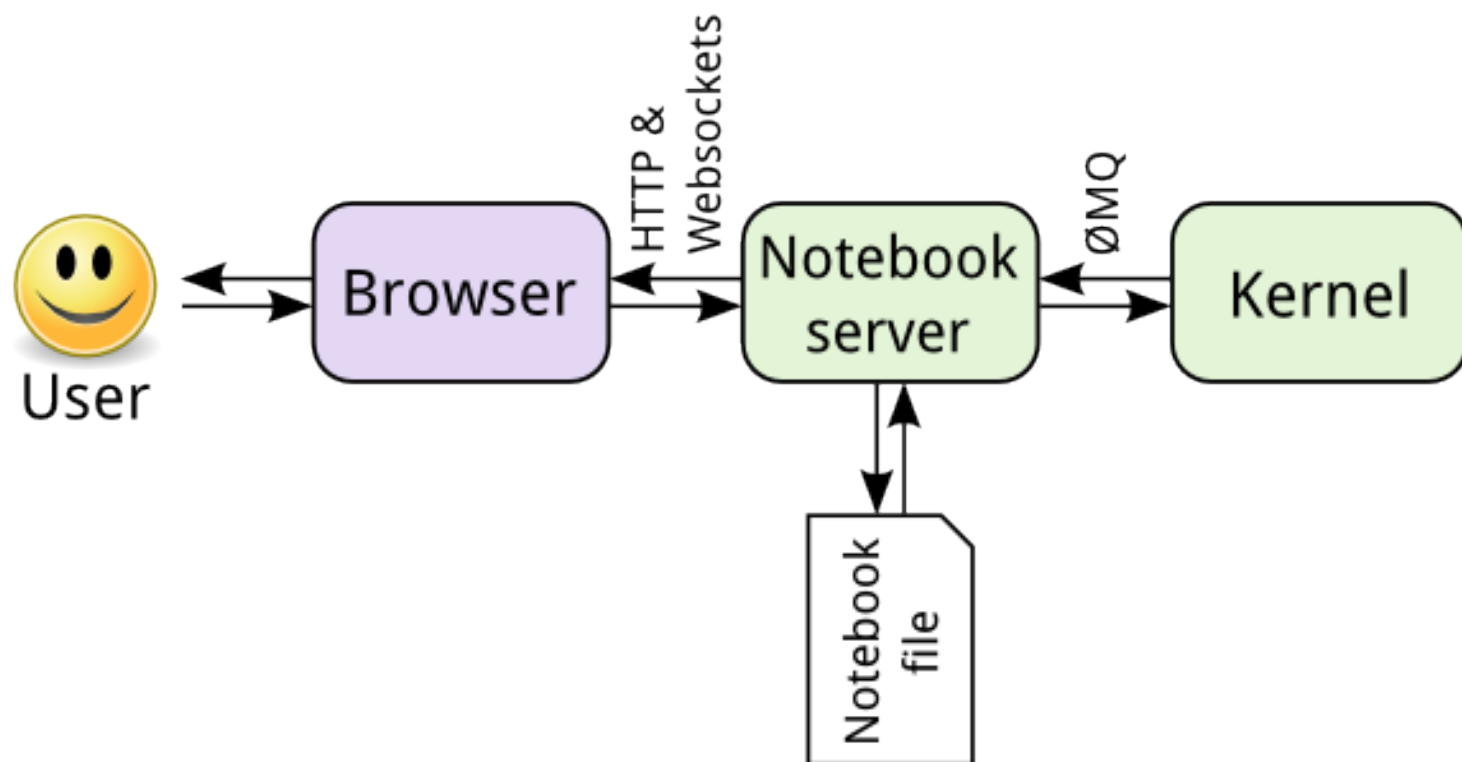 HTTP &
Websockets
ØMQ
User
Browser
Notebook
server
Kernel
Notebook
file